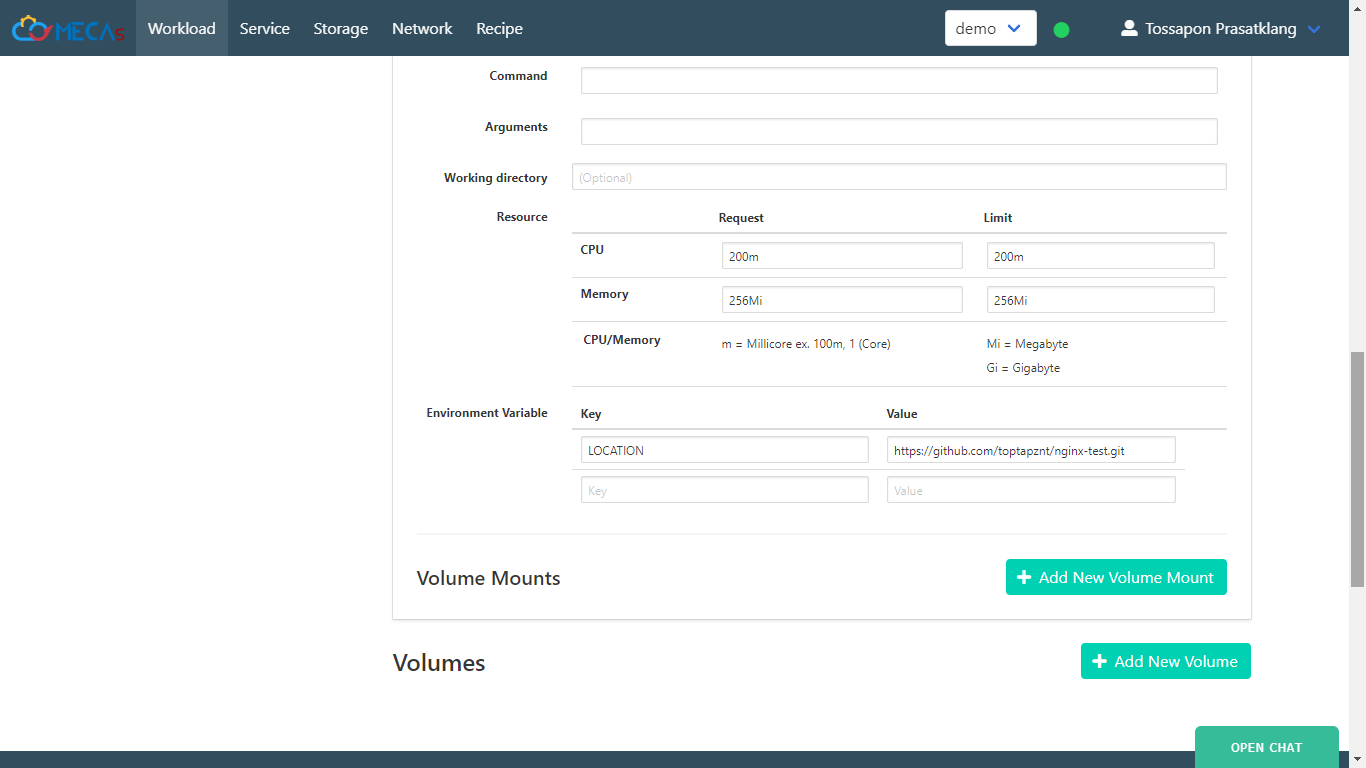 MECAs Workload Service Storage Network Recipe demo Tossapon Prasatklang
Command
Arguments
Working directory (Optional)
Resource Request Limit
CPU 200m 200m
Memory 256Mi 256Mi
CPU/Memory m = Millicore ex. 100m, 1 (Core) Mi = Megabyte
Gi = Gigabyte
Environment Variable Key Value
LOCATION https://github.com/toptapznt/nginx-test.git
Key Value
Volume Mounts Add New Volume Mount
Volumes Add New Volume
OPEN CHAT